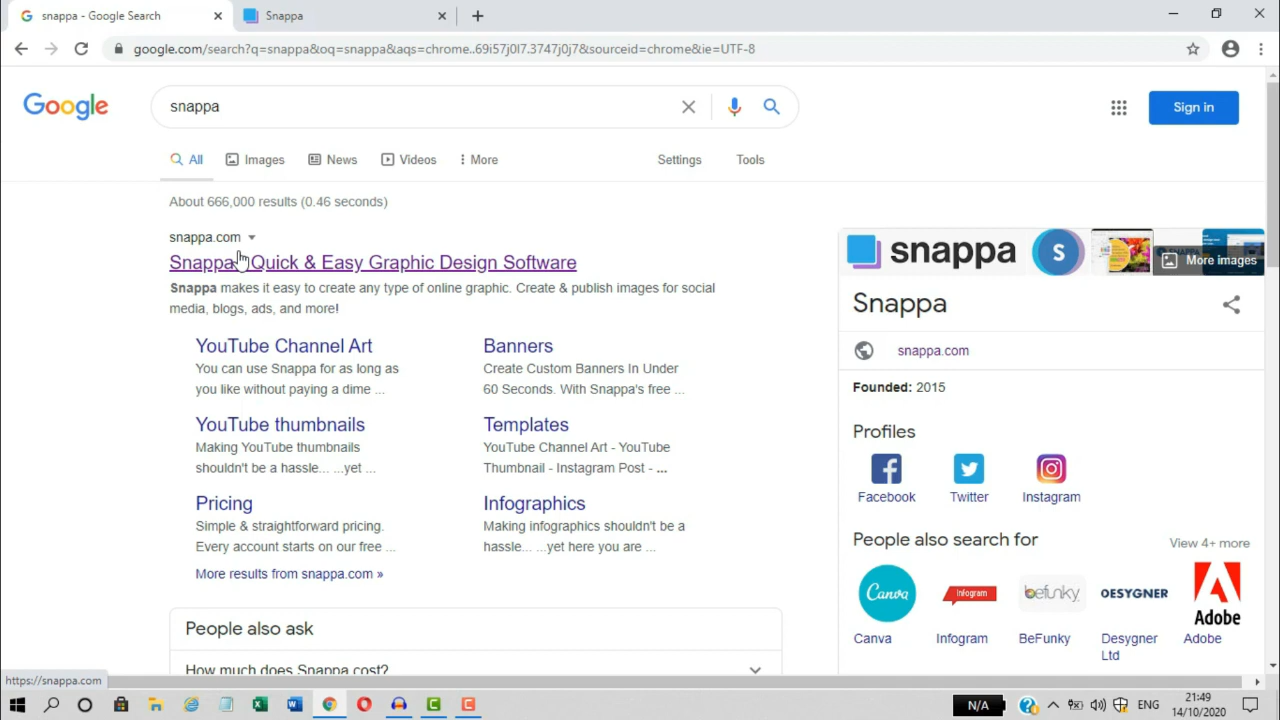 snappa - Google Search
Snappa
google.com/search?q=snappa&oq=snappa&aqs=chrome..69i57j0l7.3747j0j7&sourceid=chrome&ie=UTF-8
Google
snappa
Sign in
All
Images
News
Videos
More
Settings
Tools
About 666,000 results (0.46 seconds)
snappa.com
Snappa Quick & Easy Graphic Design Software
Snappa makes it easy to create any type of online graphic. Create & publish images for social
media, blogs, ads, and more!
YouTube Channel Art
You can use Snappa for as long as
you like without paying a dime ...
Banners
Create Custom Banners In Under
60 Seconds. With Snappa's free ...
YouTube thumbnails
Making YouTube thumbnails
shouldn't be a hassle... ...yet ...
Templates
YouTube Channel Art - YouTube
Thumbnail - Instagram Post - ...
Pricing
Simple & straightforward pricing.
Every account starts on our free ...
Infographics
Making infographics shouldn't be a
hassle... ...yet here you are ...
More results from snappa.com »
People also ask
How much does Snappa cost?
snappa
S
More images
Snappa
snappa.com
Founded: 2015
Profiles
Facebook
Twitter
Instagram
People also search for
View 4+ more
Canva
Infogram
befunky
DESYGNER
Adobe
Canva
Infogram
BeFunky
Desygner
Ltd
Adobe
https://snappa.com
N/A
ENG
21:49
14/10/2020